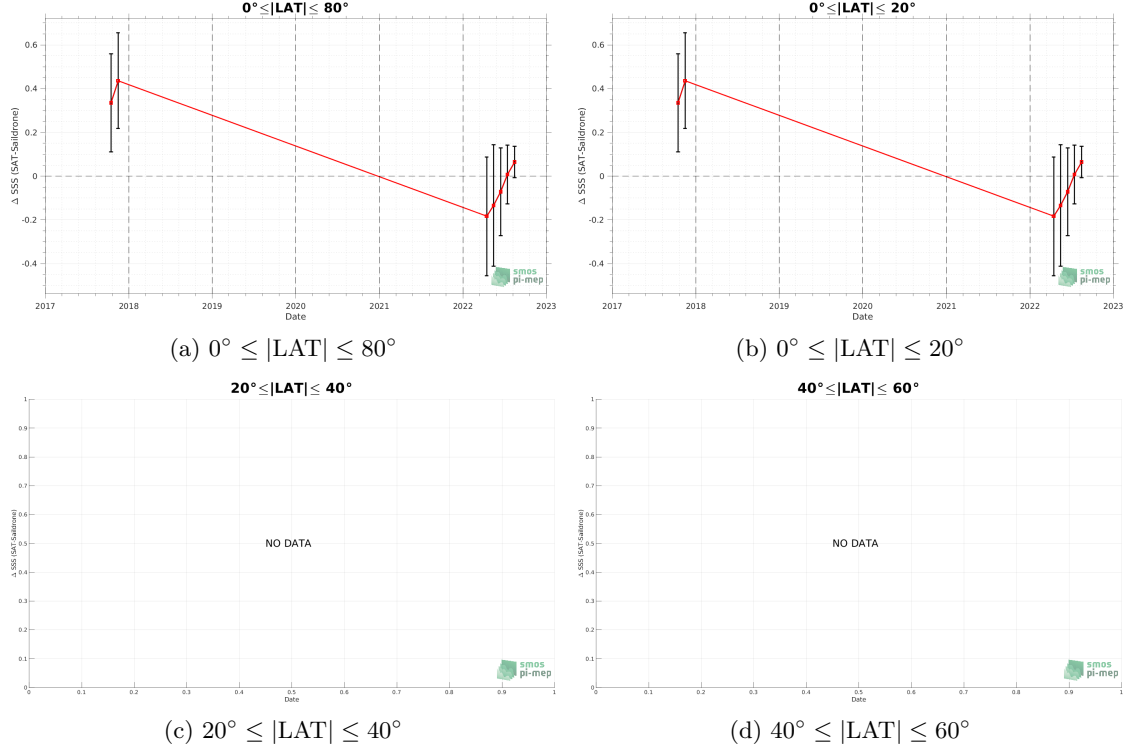 0°≤|LAT|≤ 80°
Δ SSS (SAT-Saildrone)
0.6
0.4
0.2
0
-0.2
-0.4
2017 2018 2019 2020 2021 2022 2023
Date
smos
pi-mep
(a) 0° ≤ |LAT| ≤ 80°
0°≤|LAT|≤ 20°
Δ SSS (SAT-Saildrone)
0.6
0.4
0.2
0
-0.2
-0.4
2017 2018 2019 2020 2021 2022 2023
Date
smos
pi-mep
(b) 0° ≤ |LAT| ≤ 20°
20°≤|LAT|≤ 40°
Δ SSS (SAT-Saildrone)
1
0.9
0.8
0.7
0.6
0.5
0.4
0.3
0.2
0.1
0
NO DATA
0 0.1 0.2 0.3 0.4 0.5 0.6 0.7 0.8 0.9 1
Date
smos
pi-mep
(c) 20° ≤ |LAT| ≤ 40°
40°≤|LAT|≤ 60°
Δ SSS (SAT-Saildrone)
1
0.9
0.8
0.7
0.6
0.5
0.4
0.3
0.2
0.1
0
NO DATA
0 0.1 0.2 0.3 0.4 0.5 0.6 0.7 0.8 0.9 1
Date
smos
pi-mep
(d) 40° ≤ |LAT| ≤ 60°